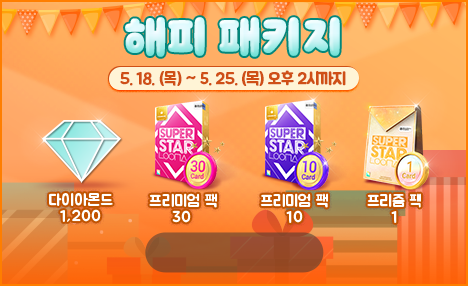 해피 패키지
5. 18. (목) ~ 5. 25. (목) 오후 2시까지
SUPER
STAR
LOONA
30
Card
SUPER
STAR
LOONA
10
Card
SUPER
STAR
LOONA
1
Card
다이아몬드
1,200
프리미엄 팩
30
프리미엄 팩
10
프리즘 팩
1